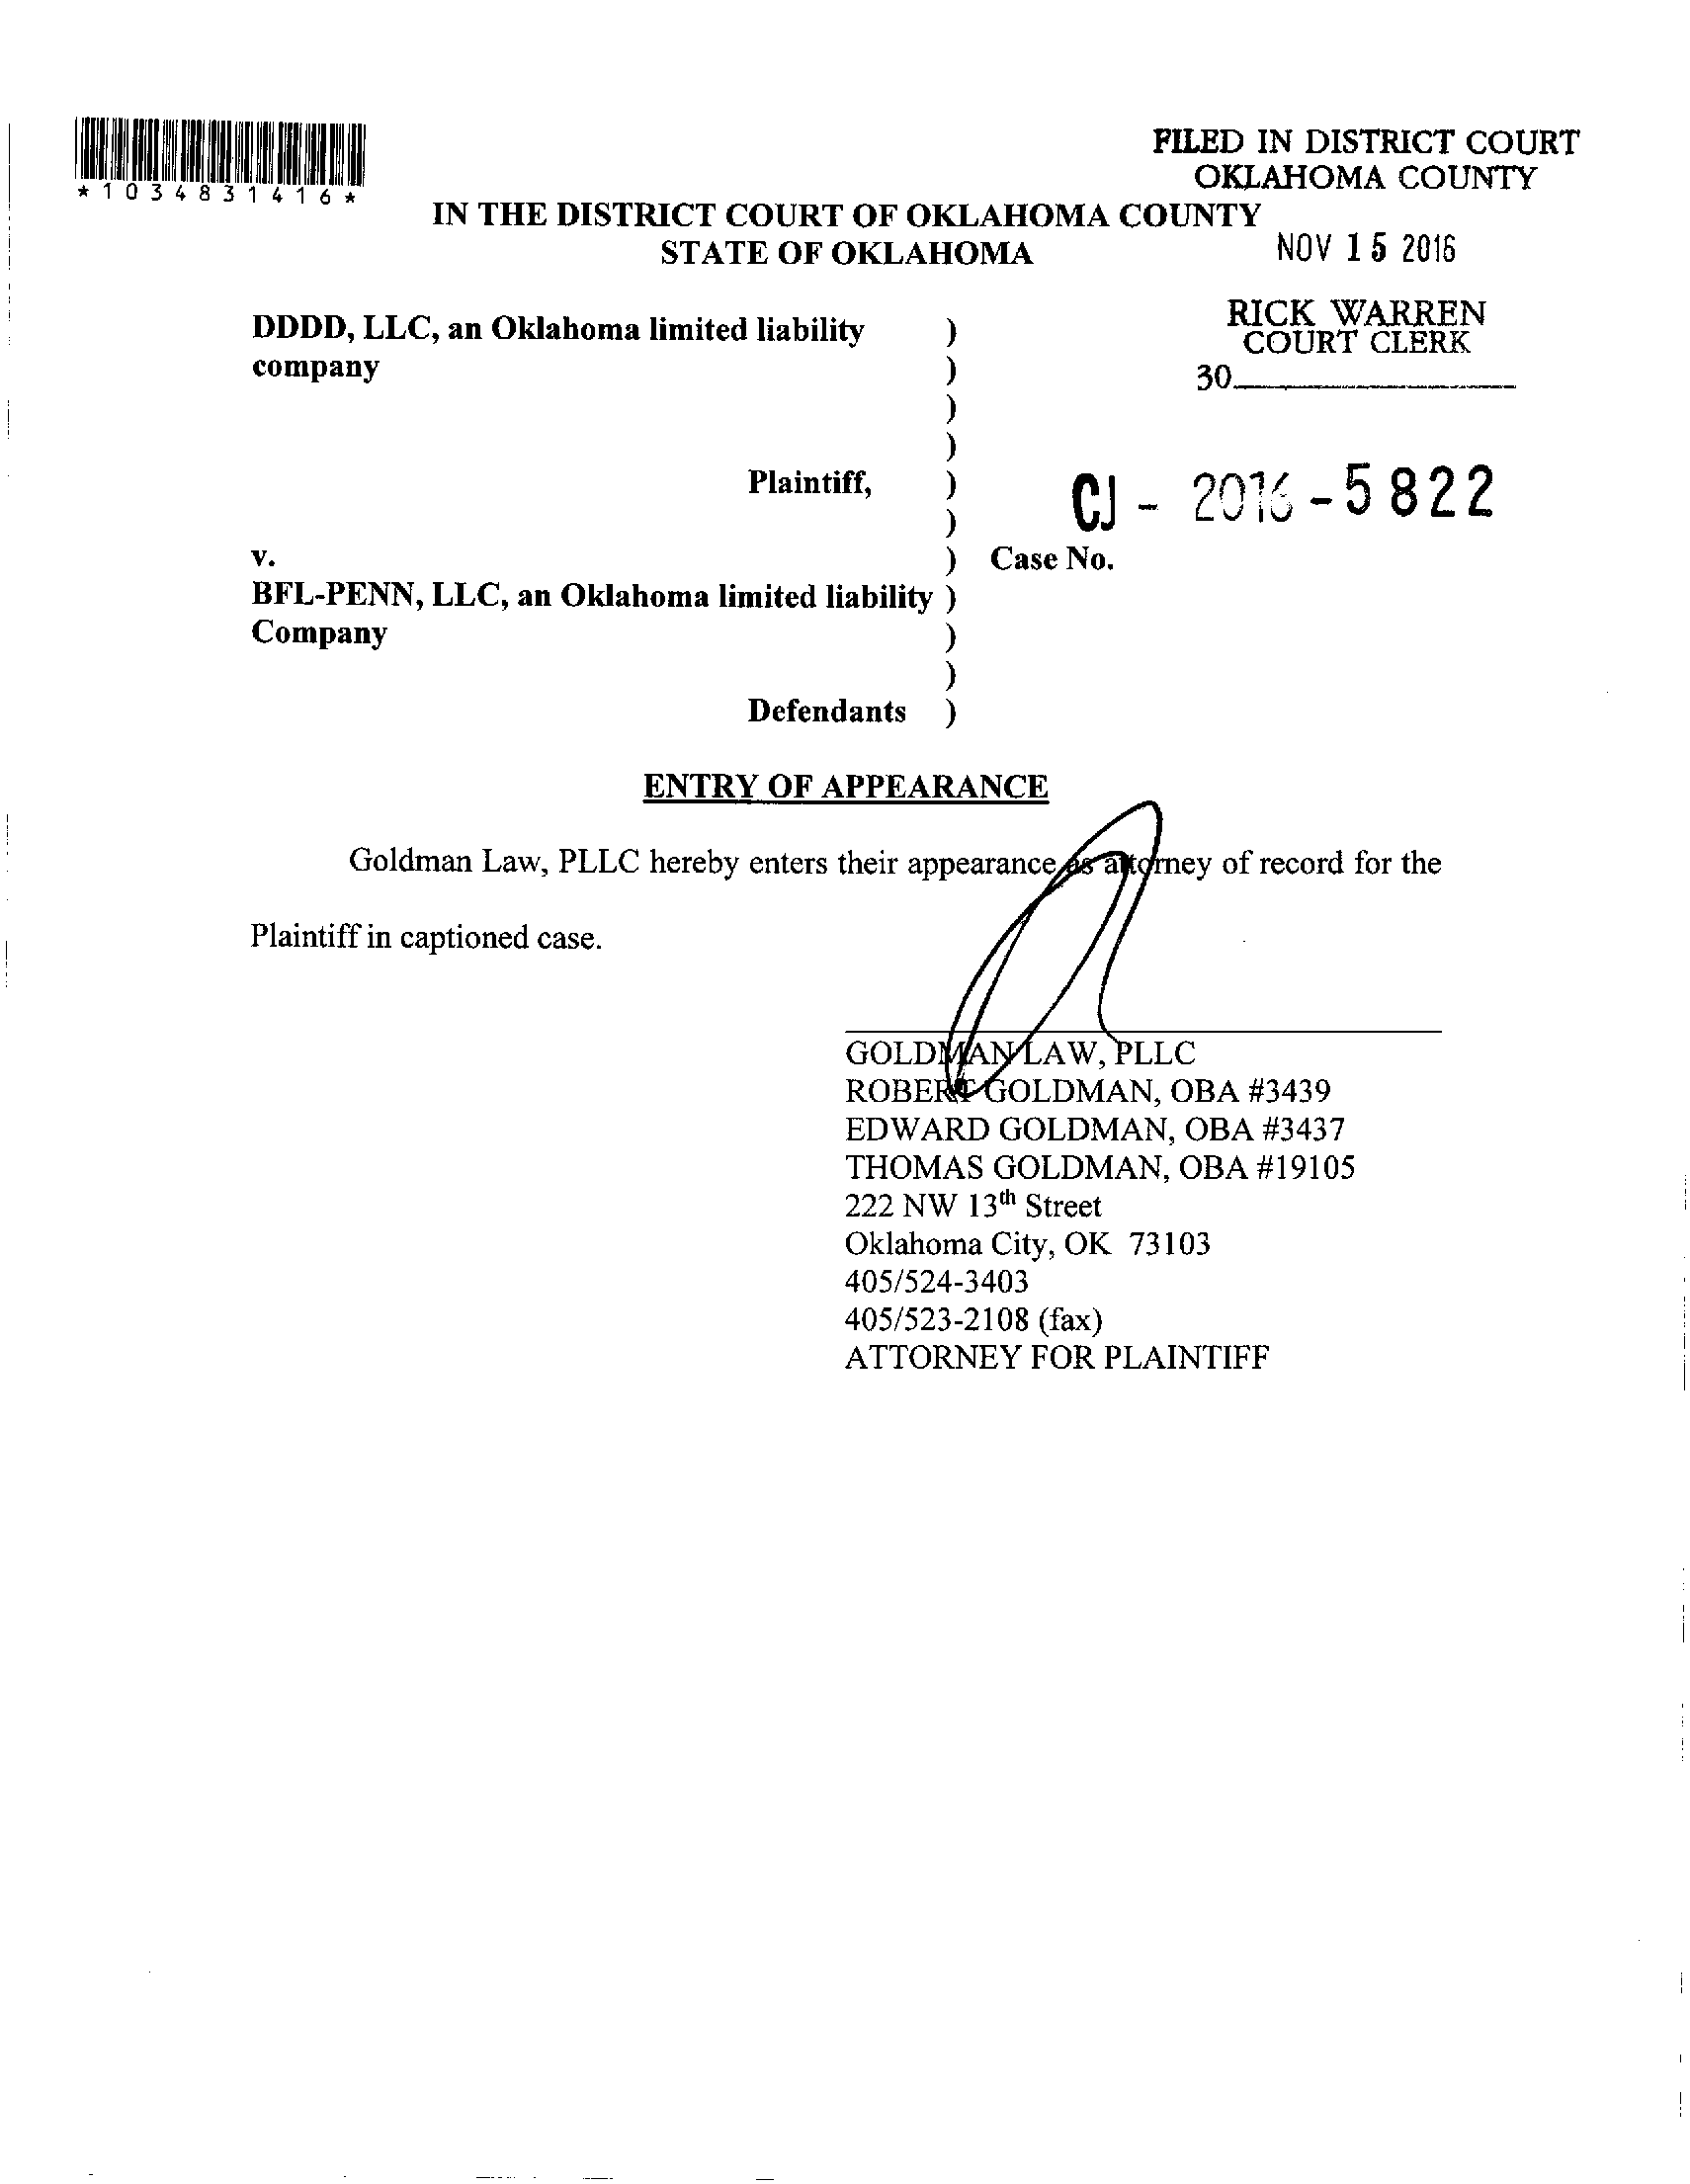 *1034831416*
FILED IN DISTRICT COURT
OKLAHOMA COUNTY
IN THE DISTRICT COURT OF OKLAHOMA COUNTY
STATE OF OKLAHOMA
NOV 15 2016
RICK WARREN
COURT CLERK
30
DDDD, LLC, an Oklahoma limited liability )
company )
)
)
Plaintiff, )
CJ - 2016 - 5822
)
v. ) Case No.
BFL-PENN, LLC, an Oklahoma limited liability )
Company )
)
Defendants )
ENTRY OF APPEARANCE
Goldman Law, PLLC hereby enters their appearance as attorney of record for the
Plaintiff in captioned case.
GOLDMAN LAW, PLLC
ROBERT GOLDMAN, OBA #3439
EDWARD GOLDMAN, OBA #3437
THOMAS GOLDMAN, OBA #19105
222 NW 13th Street
Oklahoma City, OK 73103
405/524-3403
405/523-2108 (fax)
ATTORNEY FOR PLAINTIFF